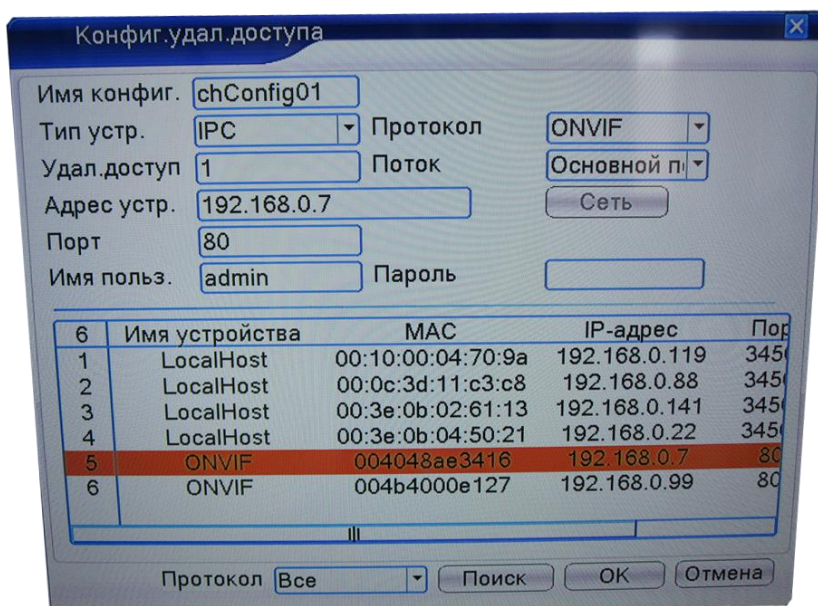 Конфиг.удал.доступа
Имя конфиг. chConfig01
Тип устр. IPC Протокол ONVIF
Удал.доступ 1 Поток Основной п
Адрес устр. 192.168.0.7 Сеть
Порт 80
Имя польз. admin Пароль
6 Имя устройства MAC IP-адрес Пор
1 LocalHost 00:10:00:04:70:9a 192.168.0.119 345
2 LocalHost 00:0c:3d:11:c3:c8 192.168.0.88 345
3 LocalHost 00:3e:0b:02:61:13 192.168.0.141 345
4 LocalHost 00:3e:0b:04:50:21 192.168.0.22 345
5 ONVIF 004048ae3416 192.168.0.7 80
6 ONVIF 004b4000e127 192.168.0.99 80
Протокол Все Поиск OK Отмена